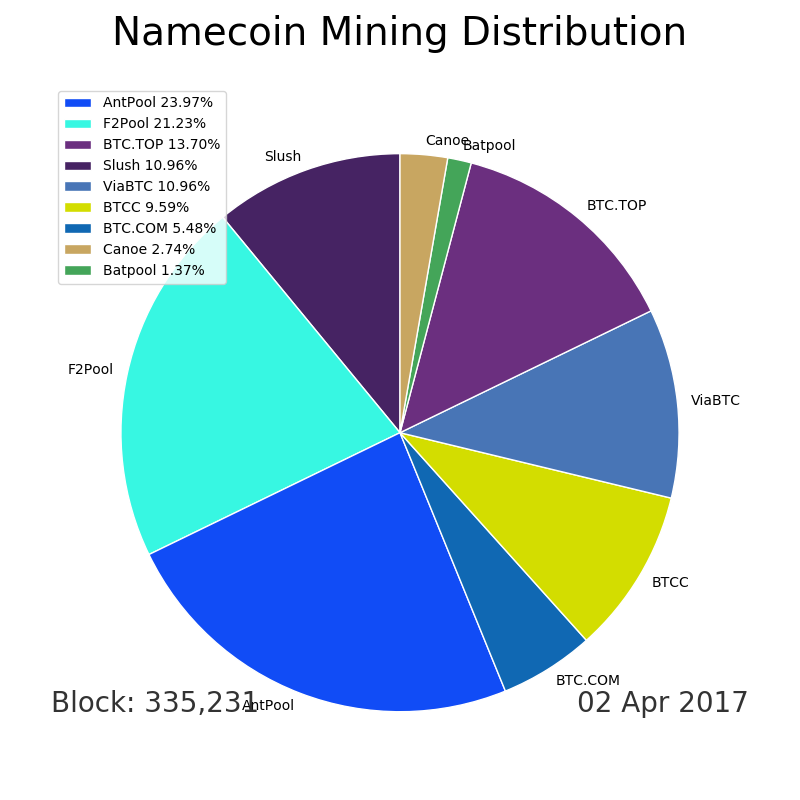 Namecoin Mining Distribution
AntPool 23.97%
F2Pool 21.23%
BTC.TOP 13.70%
Slush 10.96%
ViaBTC 10.96%
BTCC 9.59%
BTC.COM 5.48%
Canoe 2.74%
Batpool 1.37%
Canoe
Batpool
Slush
BTC.TOP
F2Pool
ViaBTC
BTCC
BTC.COM
AntPool
Block: 335,231
02 Apr 2017